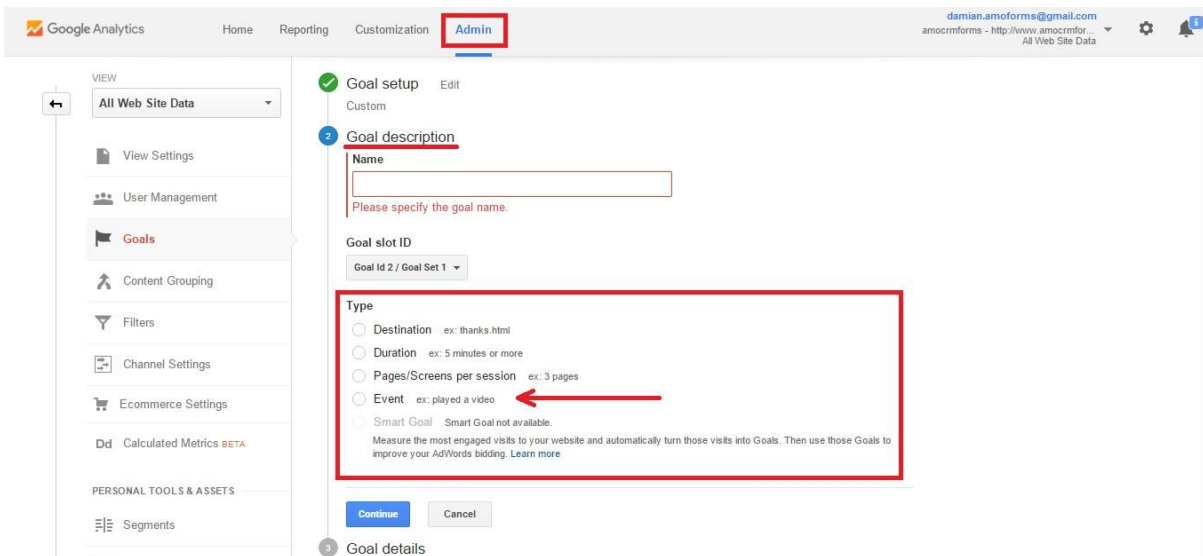 Google Analytics
Home Reporting Customization Admin
damian.amoforms@gmail.com
amocrmforms - http://www.amocrmfor...
All Web Site Data
i
VIEW
All Web Site Data
View Settings
User Management
Goals
Content Grouping
Filters
Channel Settings
Ecommerce Settings
Dd Calculated Metrics BETA
PERSONAL TOOLS & ASSETS
Segments
Goal setup Edit
Custom
2 Goal description
Name
Please specify the goal name.
Goal slot ID
Goal Id 2 / Goal Set 1
Type
Destination ex: thanks.html
Duration ex: 5 minutes or more
Pages/Screens per session ex: 3 pages
Event ex: played a video
Smart Goal Smart Goal not available.
Measure the most engaged visits to your website and automatically turn those visits into Goals. Then use those Goals to
improve your AdWords bidding. Learn more
Continue Cancel
3 Goal details